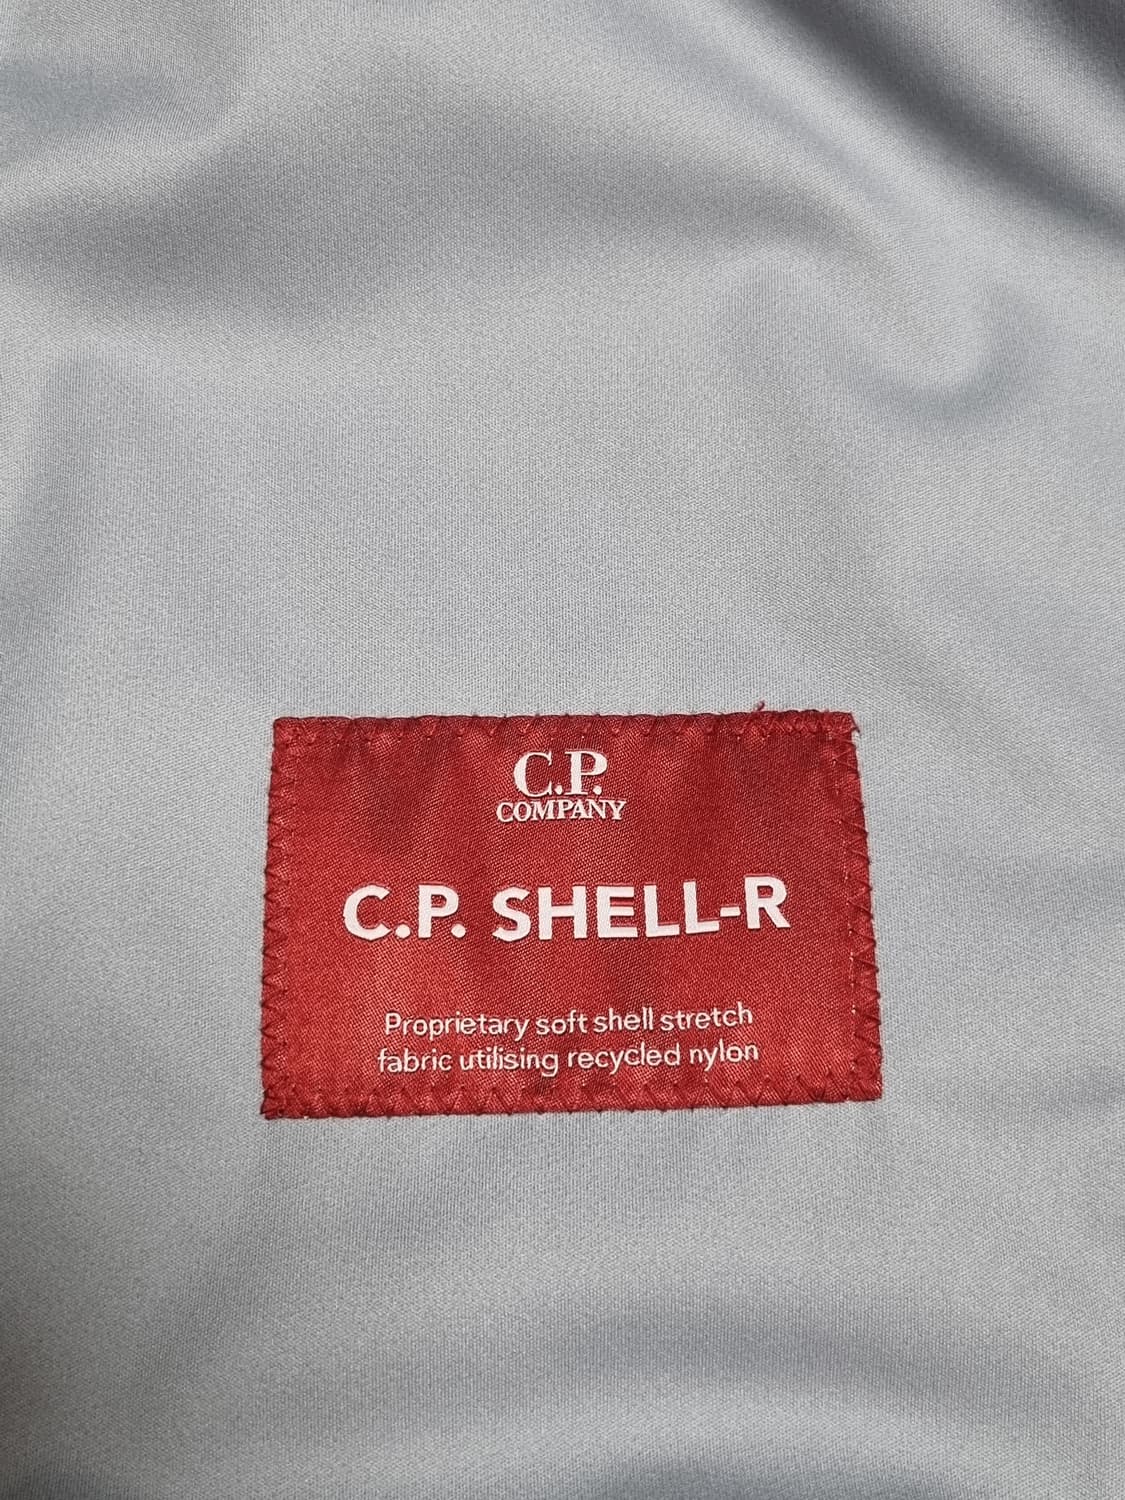 C.P.
COMPANY
C.P. SHELL-R
Proprietary soft shell stretch
fabric utilising recycled nylon